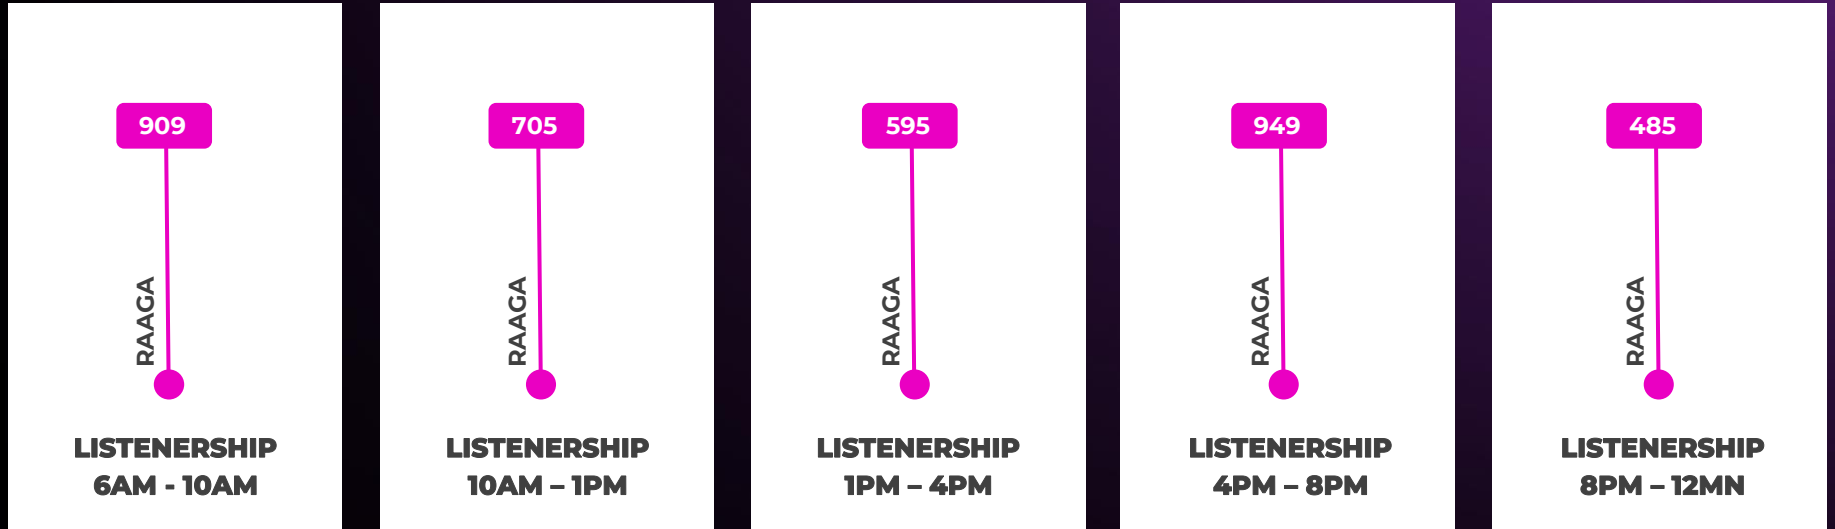 909
RAAGA
LISTENERSHIP
6AM - 10AM
705
RAAGA
LISTENERSHIP
10AM – 1PM
595
RAAGA
LISTENERSHIP
1PM – 4PM
949
RAAGA
LISTENERSHIP
4PM – 8PM
485
RAAGA
LISTENERSHIP
8PM – 12MN